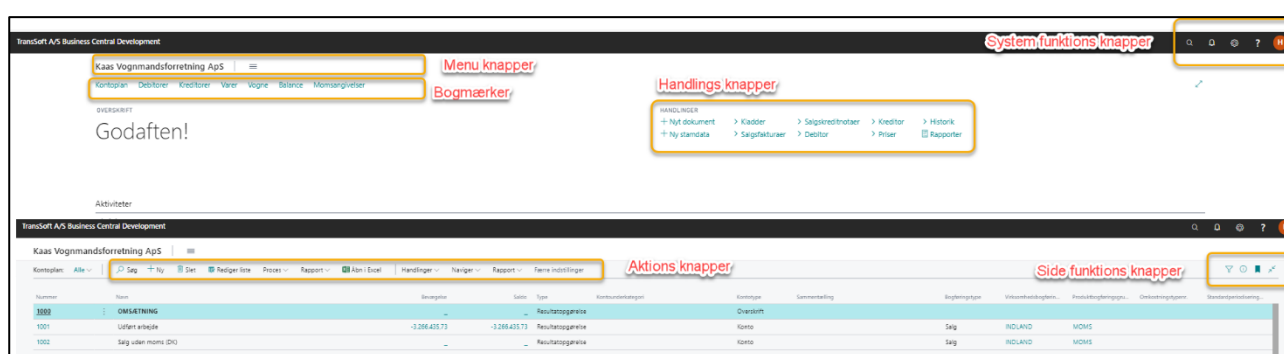 TransSoft A/S Business Central Development
System funktions knapper
?
H
Kaas Vognmandsforretning ApS
Menu knapper
Kontoplan Debitorer Kreditorer Varer Vogne Balance Momsangivelser
Bogmærker
Handlings knapper
OVERSKRIFT
HANDLINGER
Godaften!
+ Nyt dokument > Kladder > Salgskreditnotaer > Kreditor > Historik
+ Ny stamdata > Salgsfakturaer > Debitor > Priser Rapporter
Aktiviteter
TransSoft A/S Business Central Development
?
Kaas Vognmandsforretning ApS
Kontoplan: Alle Søg + Ny Slet Rediger liste Proces Rapport Åbn i Excel Handlinger Naviger Rapport Færre indstillinger
Aktions knapper
Side funktions knapper
Nummer Navn Bevægelse Saldo Type Kontounderkategori Kontotype Sammentælling Bogføringstype Virksomhedsbogførin... Produktbogføringsgru...
1000 OMSÆTNING _ _ Resultatopgørelse Overskrift
1001 Udført arbejde -3.268.435,73 -3.268.435,73 Resultatopgørelse Konto Salg INDLAND MOMS
1002 Salg uden moms (DK) _ _ Resultatopgørelse Konto Salg INDLAND MOMS